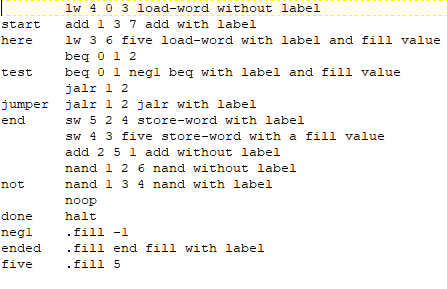 lw 4 0 3 load-word without label
start add 1 3 7 add with label
here lw 3 6 five load-word with label and fill value
beq 0 1 2
test beq 0 1 neg1 beq with label and fill value
jalr 1 2
jumper jalr 1 2 jalr with label
end sw 5 2 4 store-word with label
sw 4 3 five store-word with a fill value
add 2 5 1 add without label
nand 1 2 6 nand without label
not nand 1 3 4 nand with label
noop
done halt
neg1 .fill -1
ended .fill end fill with label
five .fill 5